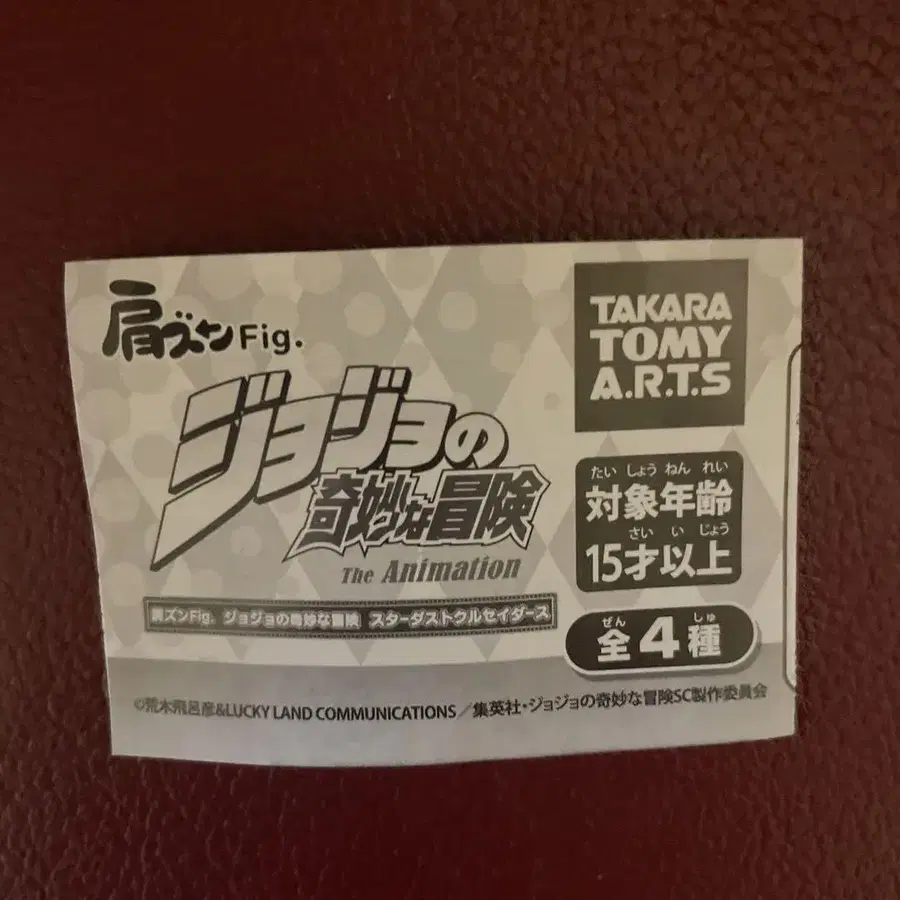 肩ズンFig.
ジョジョの
奇妙な冒険
The Animation
肩ズンFig. ジョジョの奇妙な冒険 スターダストクルセイダース
TAKARA
TOMY
A.R.T.S
たいしょうねんれい
対象年齢
さいいじょう
15才以上
ぜん しゅ
全4種
©荒木飛呂彦&LUCKY LAND COMMUNICATIONS/集英社・ジョジョの奇妙な冒険SC製作委員会